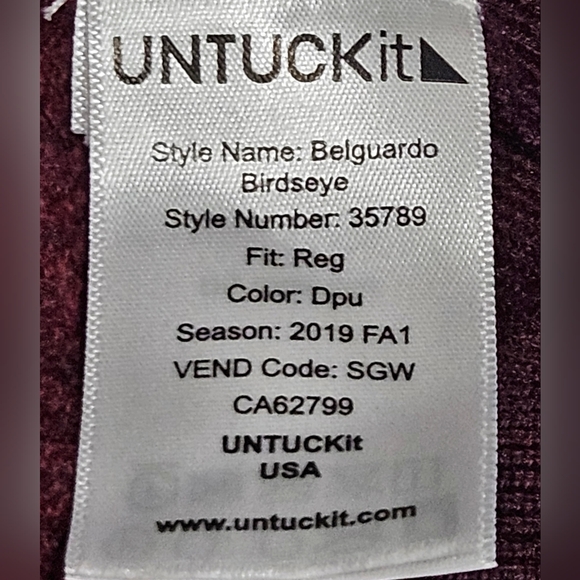 UNTUCKit
Style Name: Belguardo
Birdseye
Style Number: 35789
Fit: Reg
Color: Dpu
Season: 2019 FA1
VEND Code: SGW
CA62799
UNTUCKit
USA
www.untuckit.com